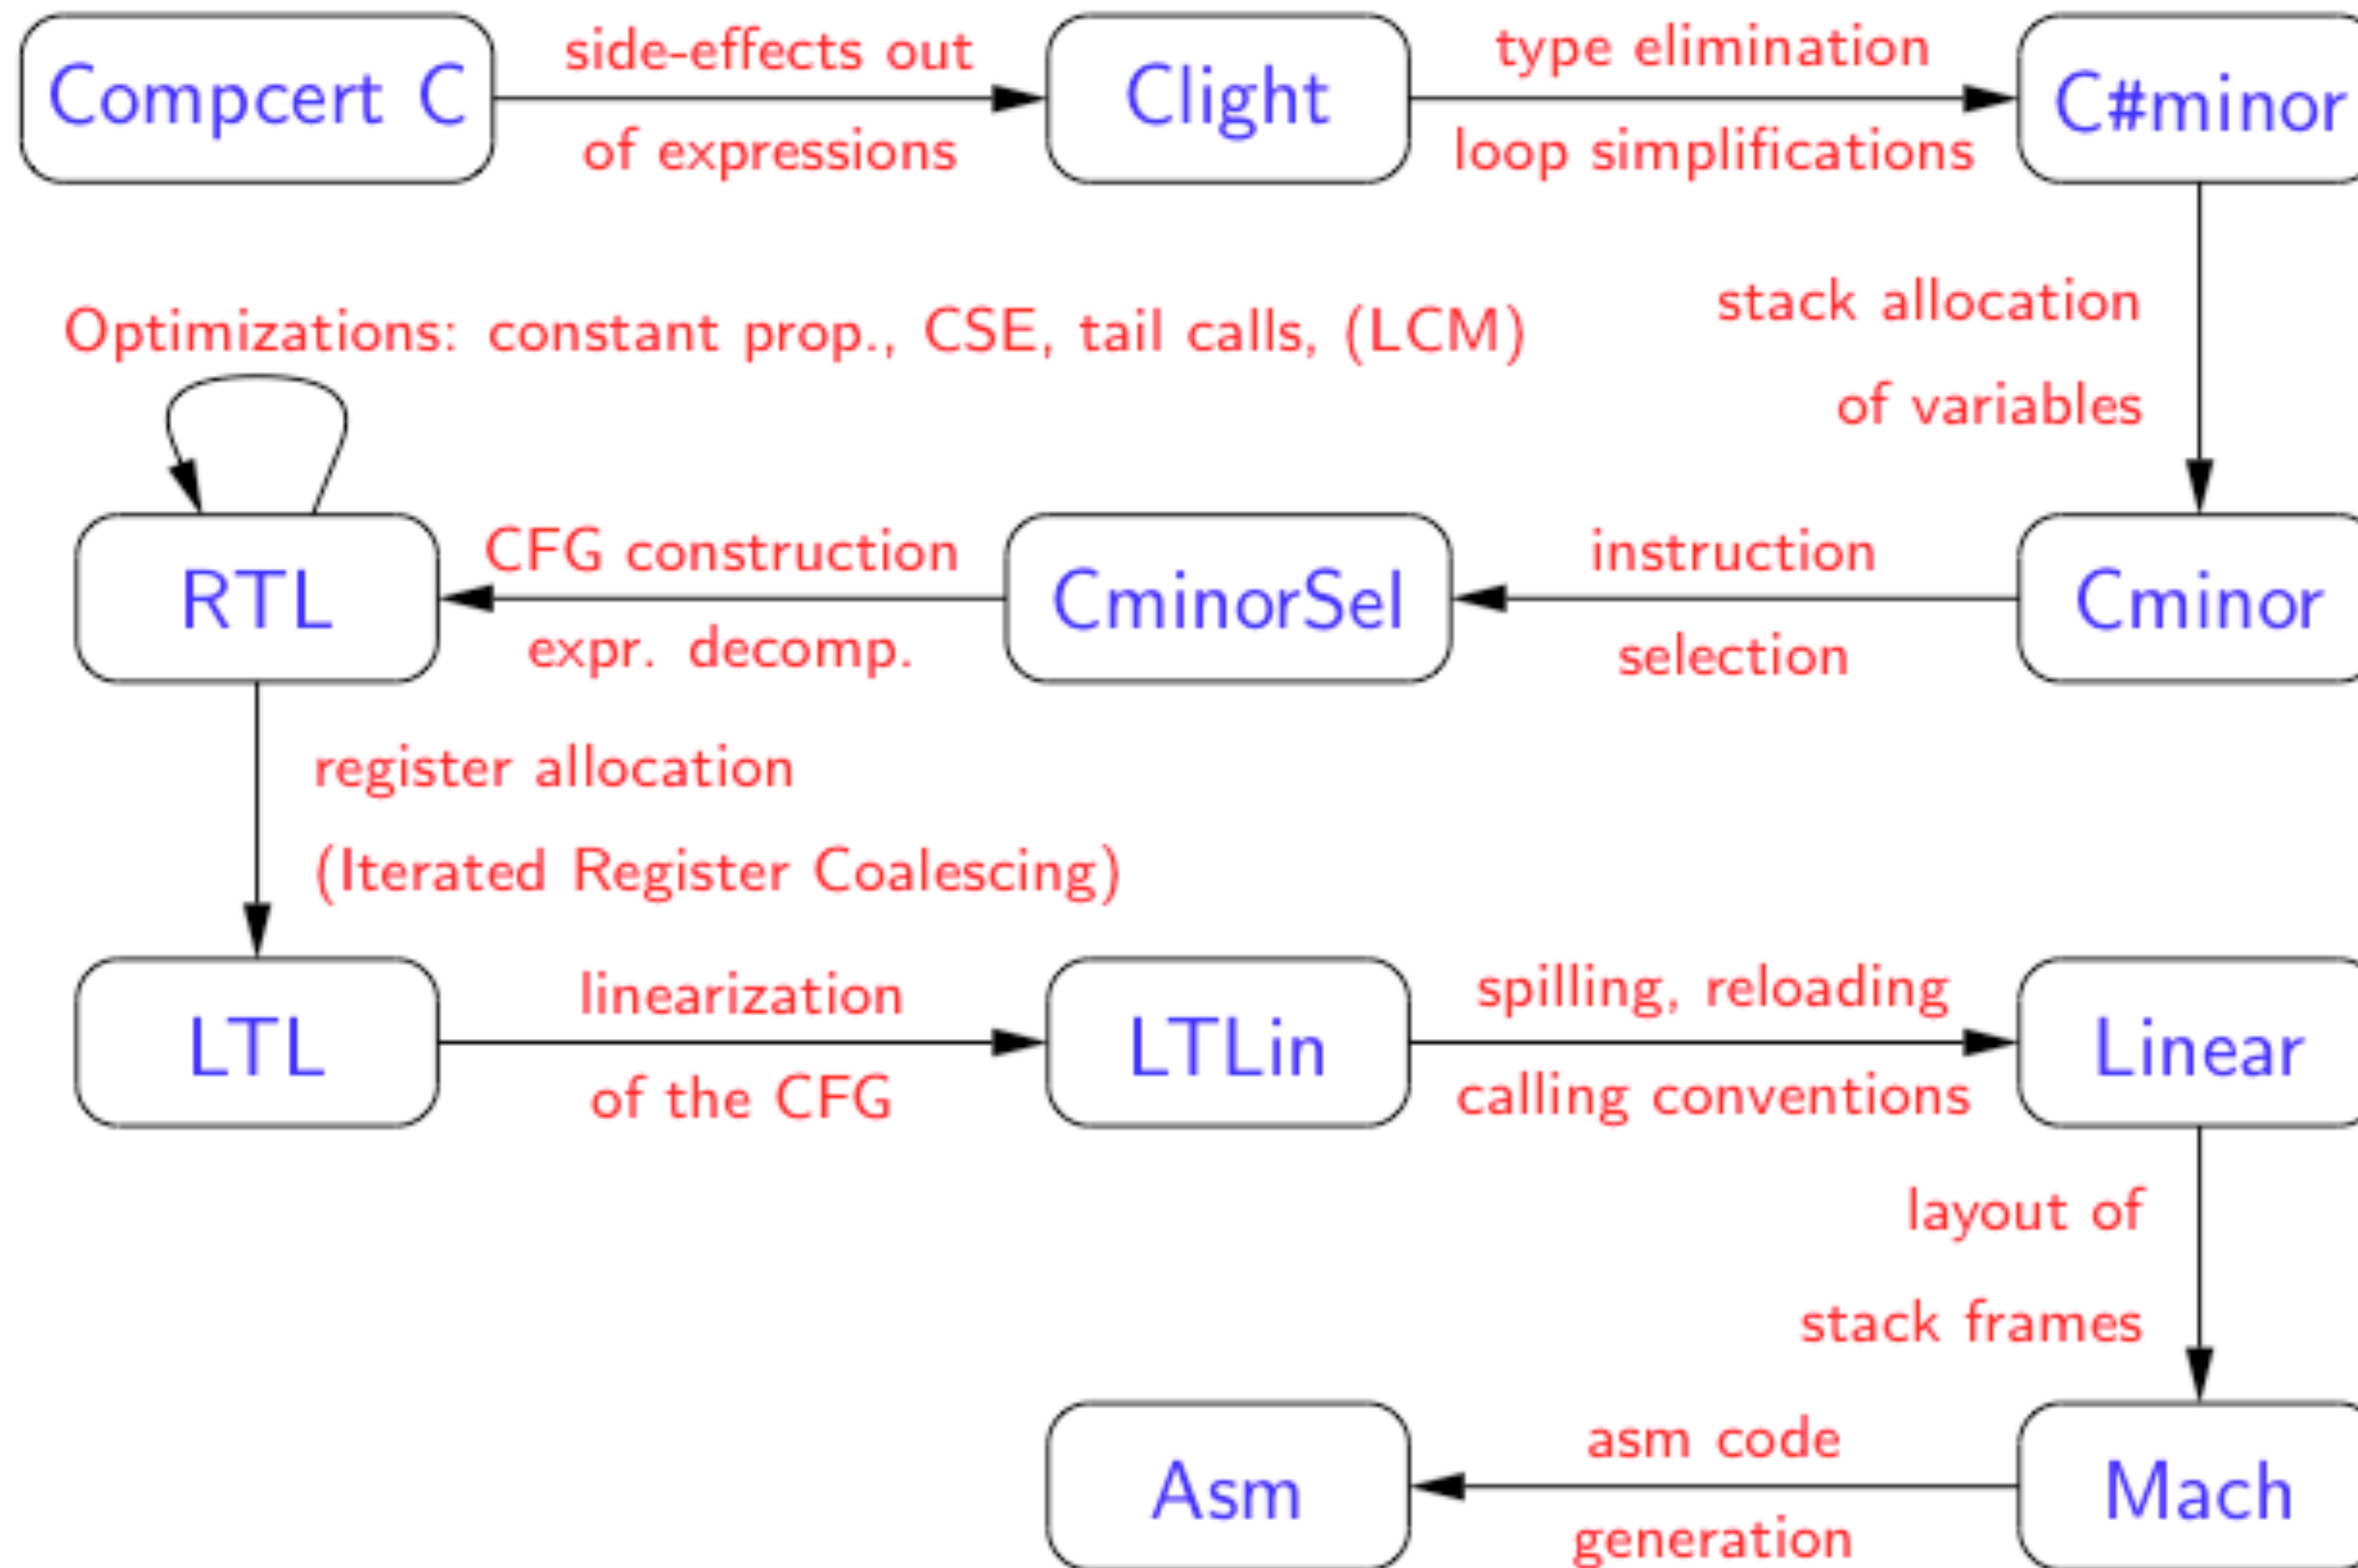 Compcert C
side-effects out
of expressions
Clight
type elimination
loop simplifications
C#minor
stack allocation
of variables
Optimizations: constant prop., CSE, tail calls, (LCM)
RTL
CFG construction
expr. decomp.
CminorSel
instruction
selection
Cminor
register allocation
(Iterated Register Coalescing)
LTL
linearization
of the CFG
LTLin
spilling, reloading
calling conventions
Linear
layout of
stack frames
Asm
asm code
generation
Mach